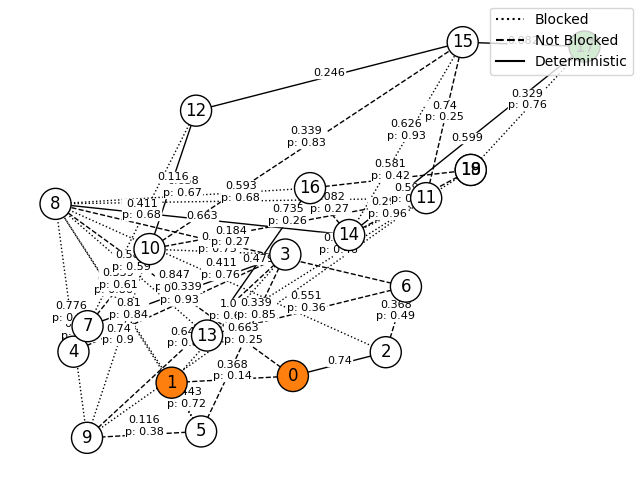 Blocked
Not Blocked
Deterministic
15
0.246
12
0.329
p: 0.76
0.74
p: 0.25
0.339
p: 0.83
0.626
p: 0.93
0.599
0.116
p: 0.67
0.581
p: 0.42
19
16
11
8
0.593
p: 0.68
0.411
p: 0.68
0.663
0.735
p: 0.26
p: 0.27
p: 0.96
14
10
0.184
p: 0.27
3
p: 0.59
0.411
p: 0.76
p: 0.61
0.847
0.339
p: 0.93
6
0.551
p: 0.36
0.368
p: 0.49
0.776
0.81
p: 0.84
0.339
p: 0.85
7
0.74
p: 0.9
13
0.663
p: 0.25
4
2
0.74
0.368
p: 0.14
1
0
p: 0.72
0.116
p: 0.38
9
5